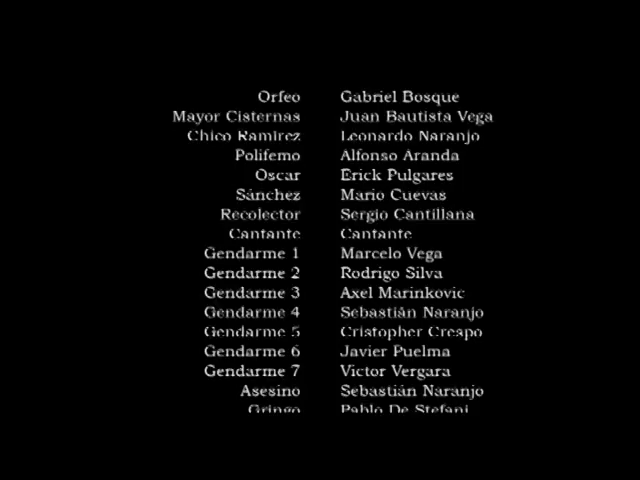 Orfeo Gabriel Bosque
Mayor Cisternas Juan Bautista Vega
Chico Ramirez Leonardo Naranjo
Polifemo Alfonso Aranda
Oscar Erick Pulgares
Sánchez Mario Cuevas
Recolector Sergio Cantillana
Cantante Cantante
Gendarme 1 Marcelo Vega
Gendarme 2 Rodrigo Silva
Gendarme 3 Axel Marinkovic
Gendarme 4 Sebastián Naranjo
Gendarme 5 Cristopher Crespo
Gendarme 6 Javier Puelma
Gendarme 7 Victor Vergara
Asesino Sebastián Naranjo
Gringo Pablo De Stefani